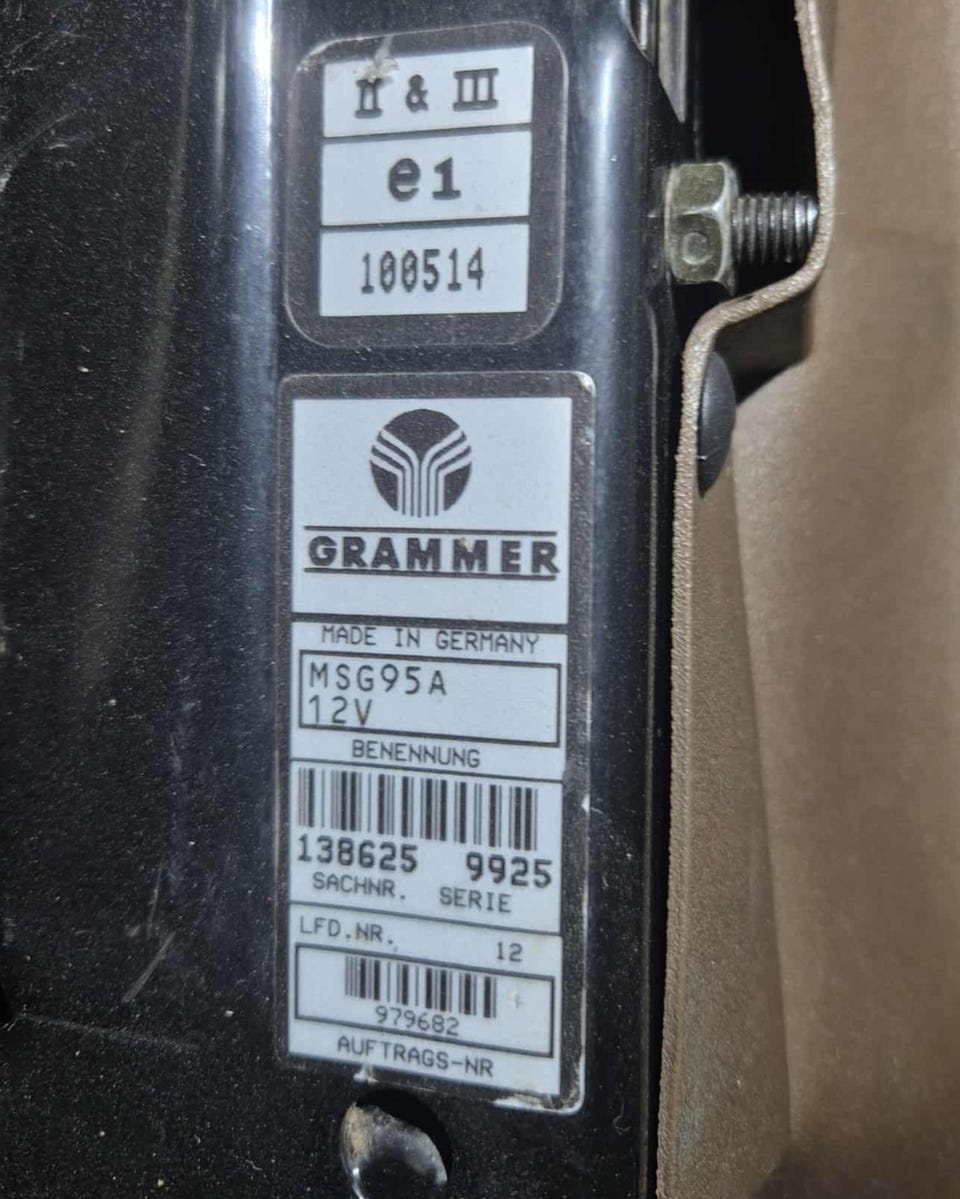 II & III
e1
100514
GRAMMER
MADE IN GERMANY
MSG95A
12V
BENENNUNG
138625 9925
SACHNR. SERIE
LFD.NR. 12
979682
AUFTRAGS-NR